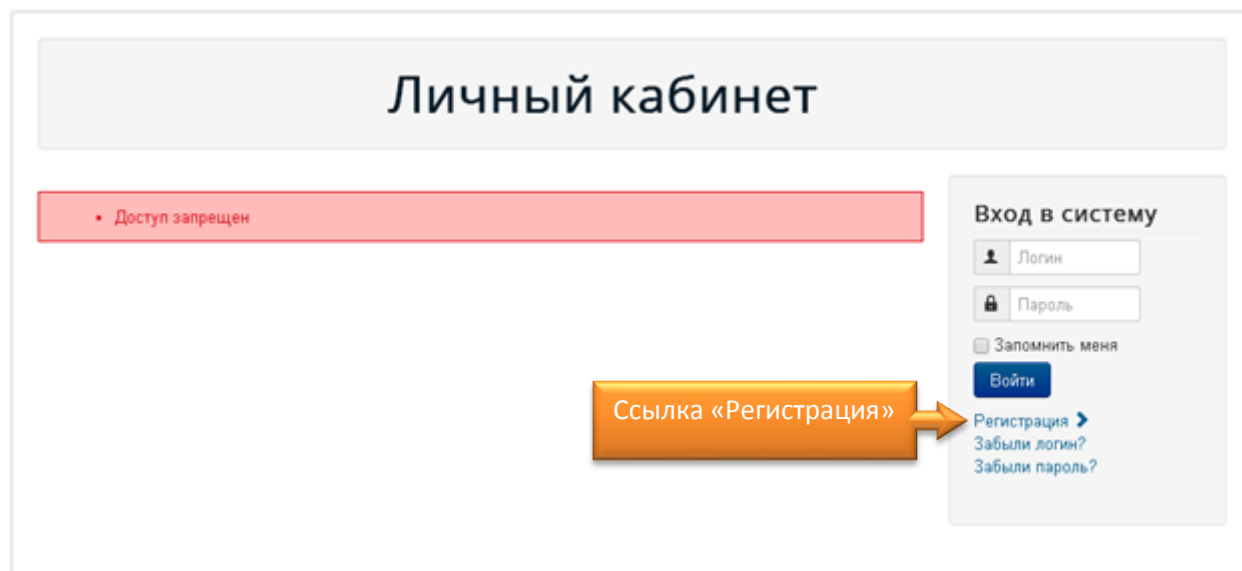 Личный кабинет
Доступ запрещен
Вход в систему
Логин
Пароль
Запомнить меня
Войти
Ссылка «Регистрация»
Регистрация
Забыли логин?
Забыли пароль?